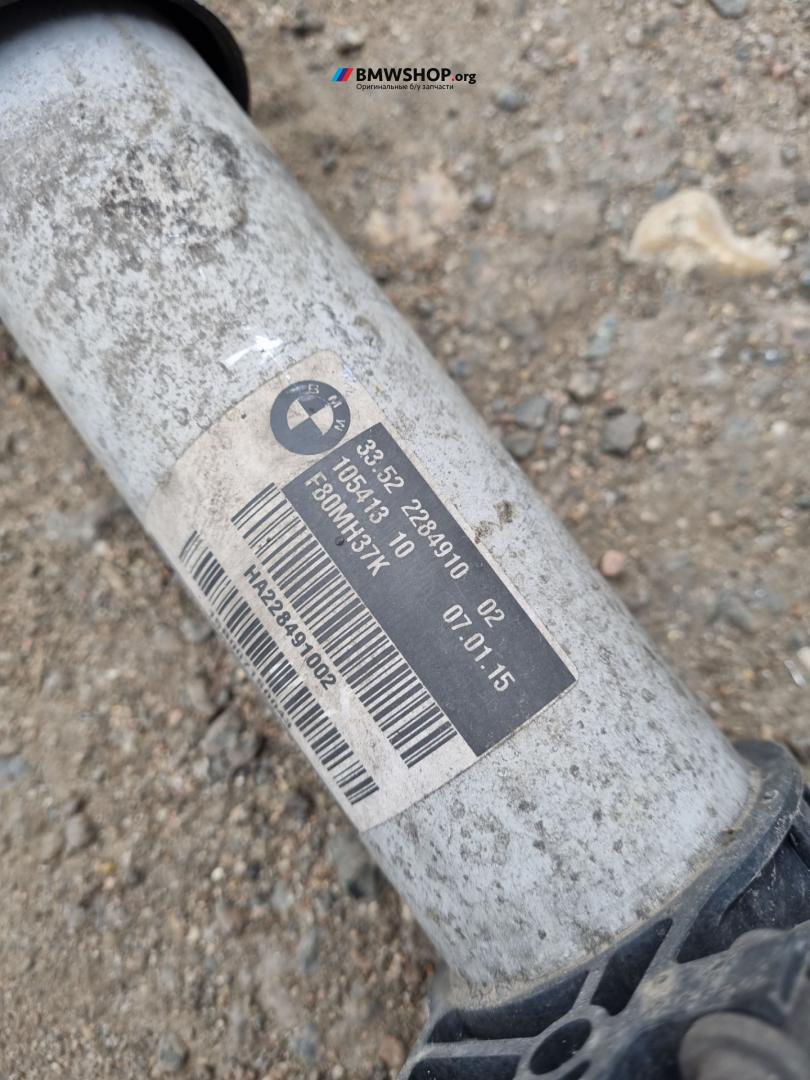 BMWSHOP.org
Оригинальные б/у запчасти
BMW
33.52 2284910 02
105413 10 07.01.15
F80MH37K
HA228491002